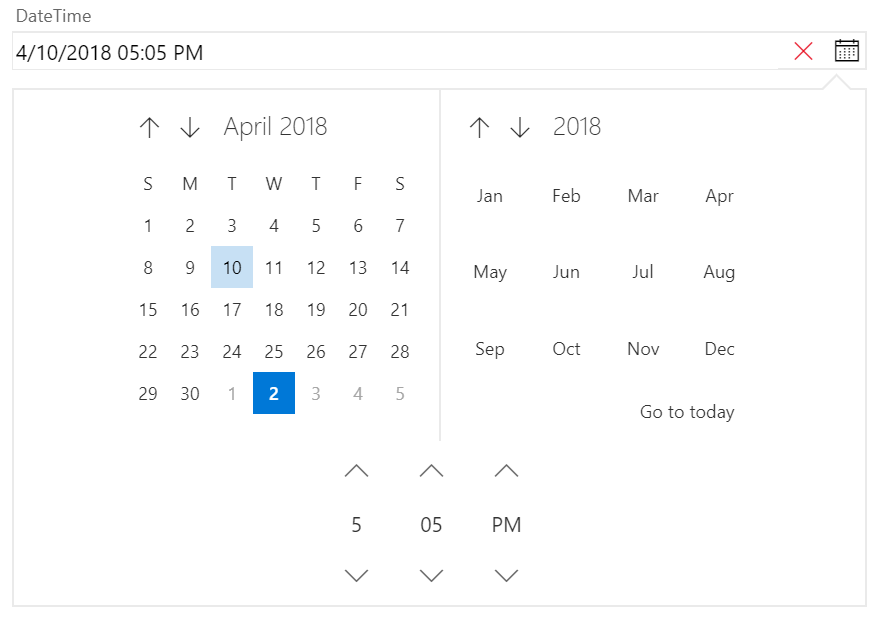 DateTime
4/10/2018 05:05 PM
April 2018
S M T W T F S
1 2 3 4 5 6 7
8 9 10 11 12 13 14
15 16 17 18 19 20 21
22 23 24 25 26 27 28
29 30 1 2 3 4 5
2018
Jan Feb Mar Apr
May Jun Jul Aug
Sep Oct Nov Dec
Go to today
5 05 PM